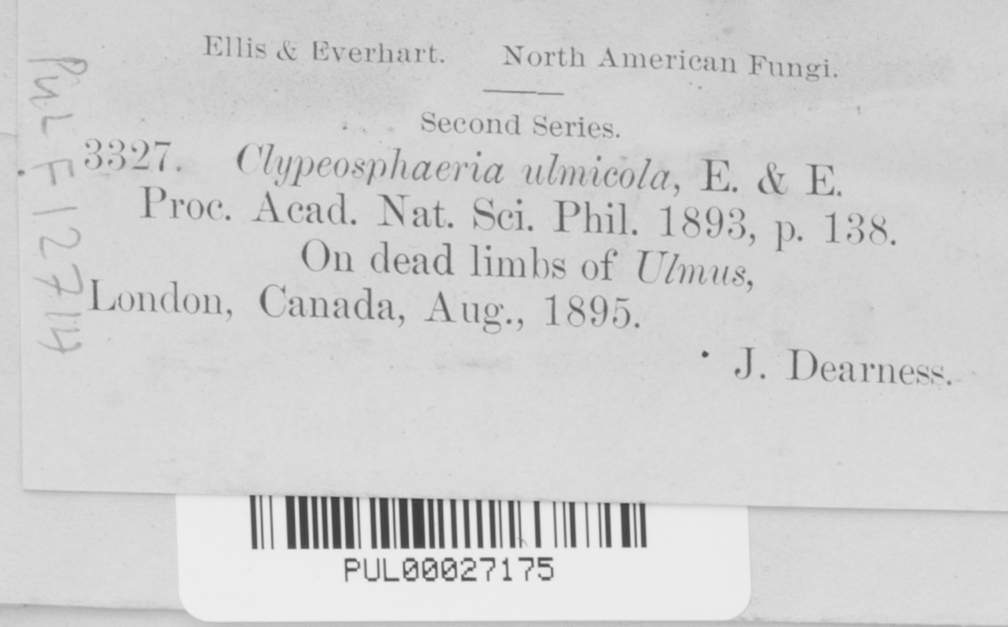 Ellis & Everhart. North American Fungi.
Second Series.
3327. Clypeosphaeria ulmicola, E. & E.
Proc. Acad. Nat. Sci. Phil. 1893, p. 138.
On dead limbs of Ulmus,
London, Canada, Aug., 1895.
J. Dearness.
PUL F12714
PUL00027175